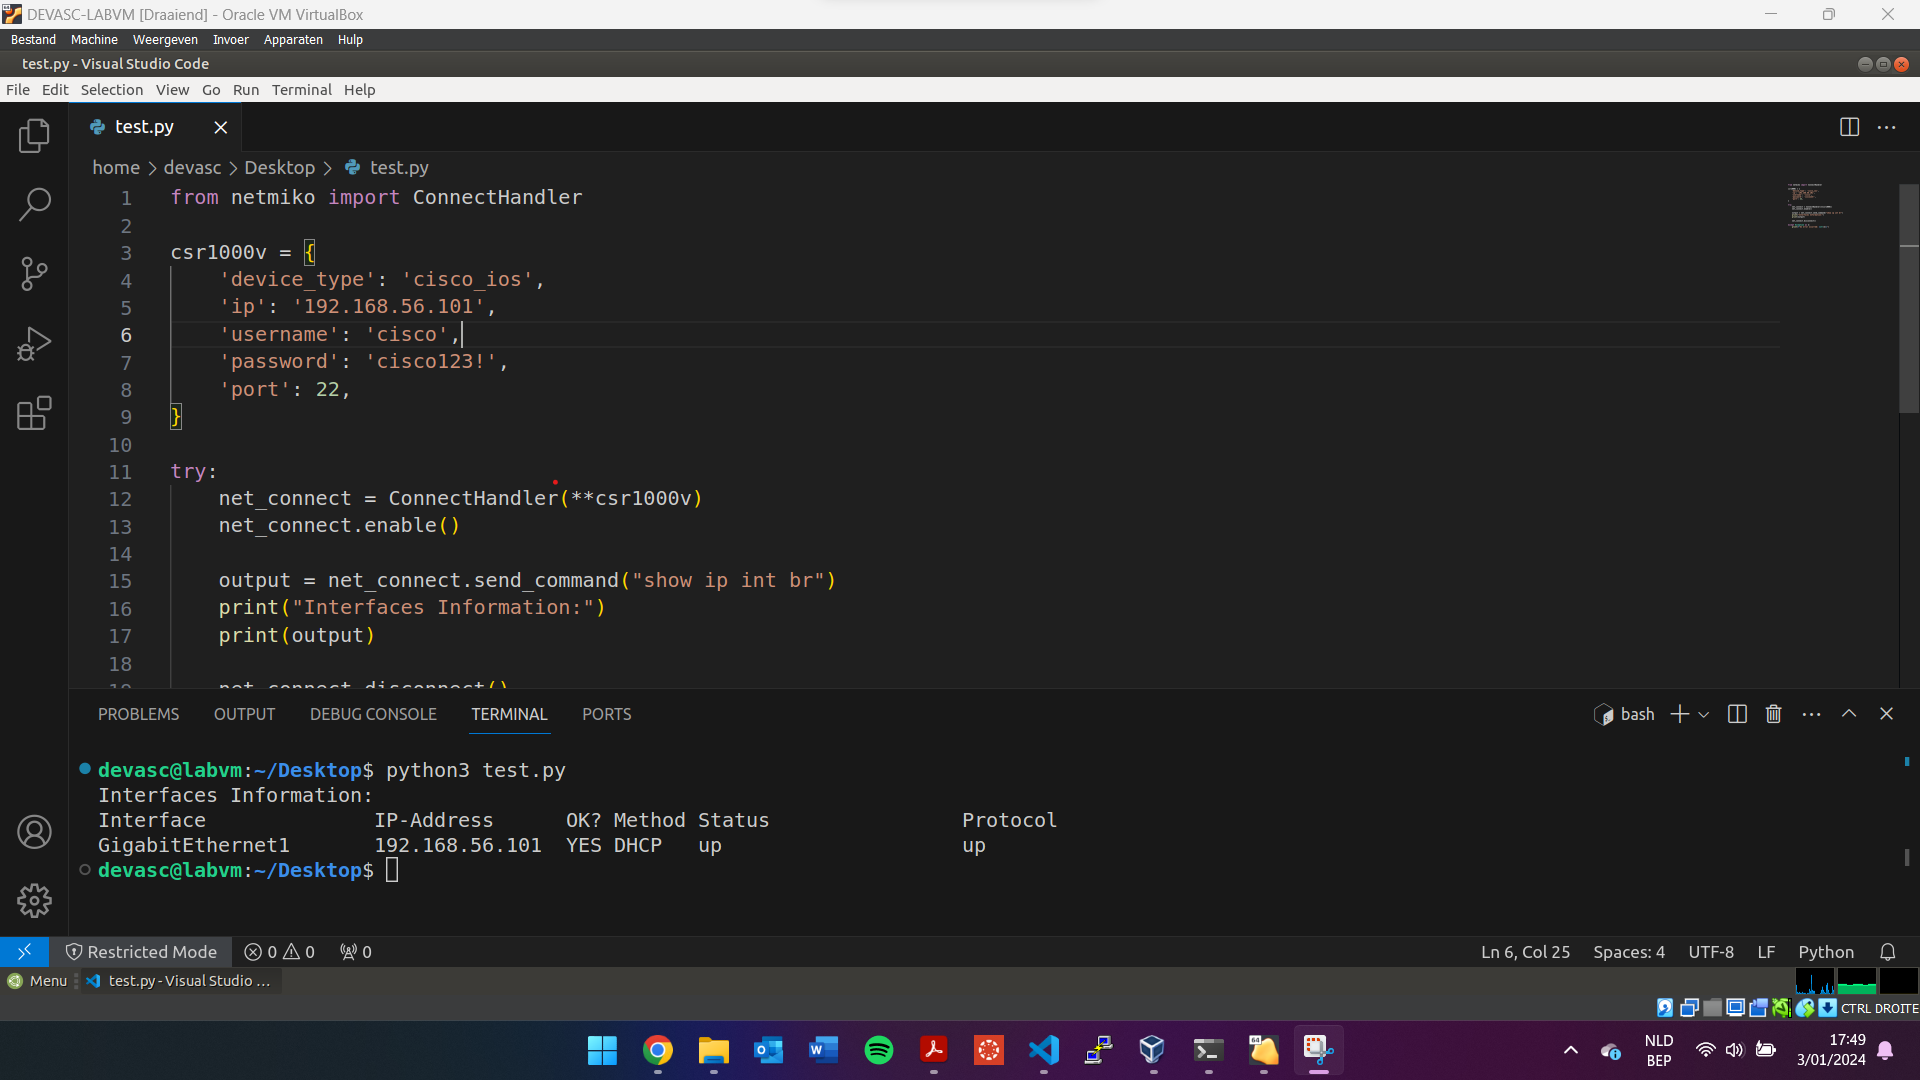 DEVASC-LABVM [Draaiend] - Oracle VM VirtualBox
Bestand Machine Weergeven Invoer Apparaten Hulp
test.py - Visual Studio Code
File Edit Selection View Go Run Terminal Help
test.py
home > devasc > Desktop > test.py
1 from netmiko import ConnectHandler
2
3 csr1000v = {
4 'device_type': 'cisco_ios',
5 'ip': '192.168.56.101',
6 'username': 'cisco',
7 'password': 'cisco123!',
8 'port': 22,
9 }
10
11 try:
12 net_connect = ConnectHandler(**csr1000v)
13 net_connect.enable()
14
15 output = net_connect.send_command("show ip int br")
16 print("Interfaces Information:")
17 print(output)
18
19 net_connect.disconnect()
PROBLEMS OUTPUT DEBUG CONSOLE TERMINAL PORTS
bash
devasc@labvm:~/Desktop$ python3 test.py
Interfaces Information:
Interface IP-Address OK? Method Status Protocol
GigabitEthernet1 192.168.56.101 YES DHCP up up
devasc@labvm:~/Desktop$
Restricted Mode 0 0 0
Ln 6, Col 25 Spaces: 4 UTF-8 LF Python
Menu test.py - Visual Studio ...
CTRL DROITE
NLD
BEP
17:49
3/01/2024